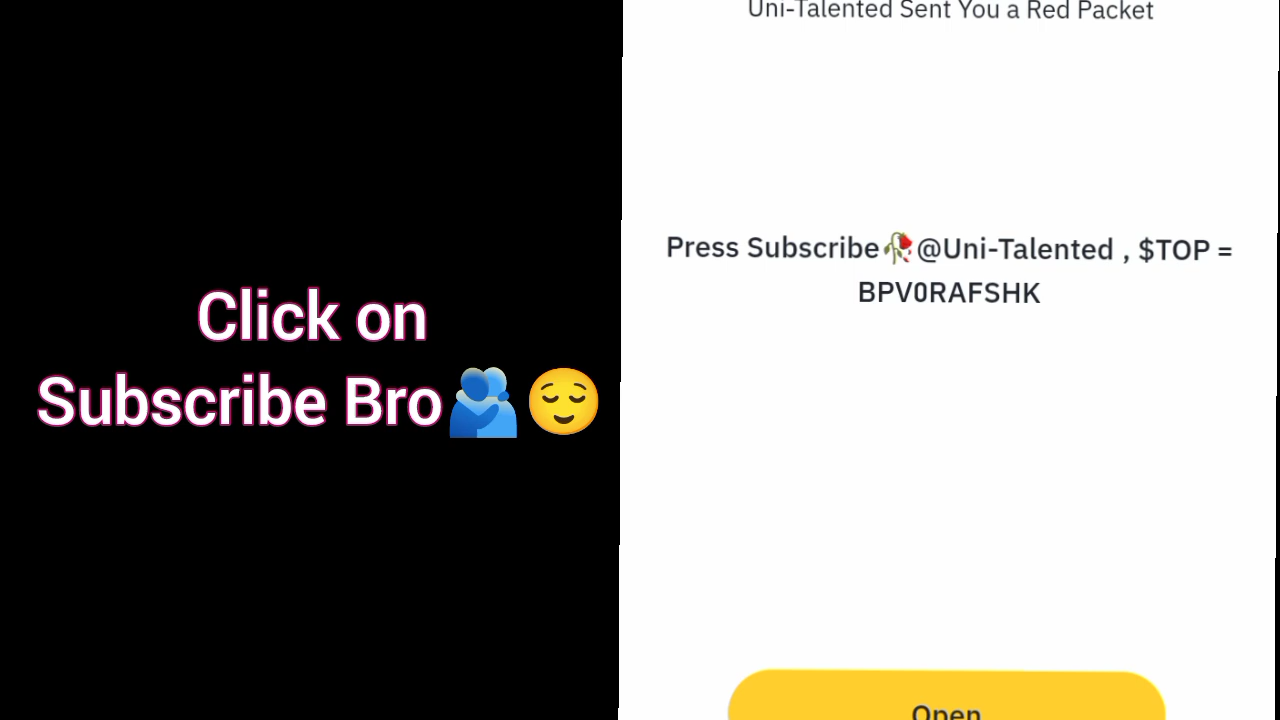 Click on
Subscribe Bro🫂😌
Uni-Talented Sent You a Red Packet
Press Subscribe🥀@Uni-Talented , $TOP =
BPV0RAFSHK
Open